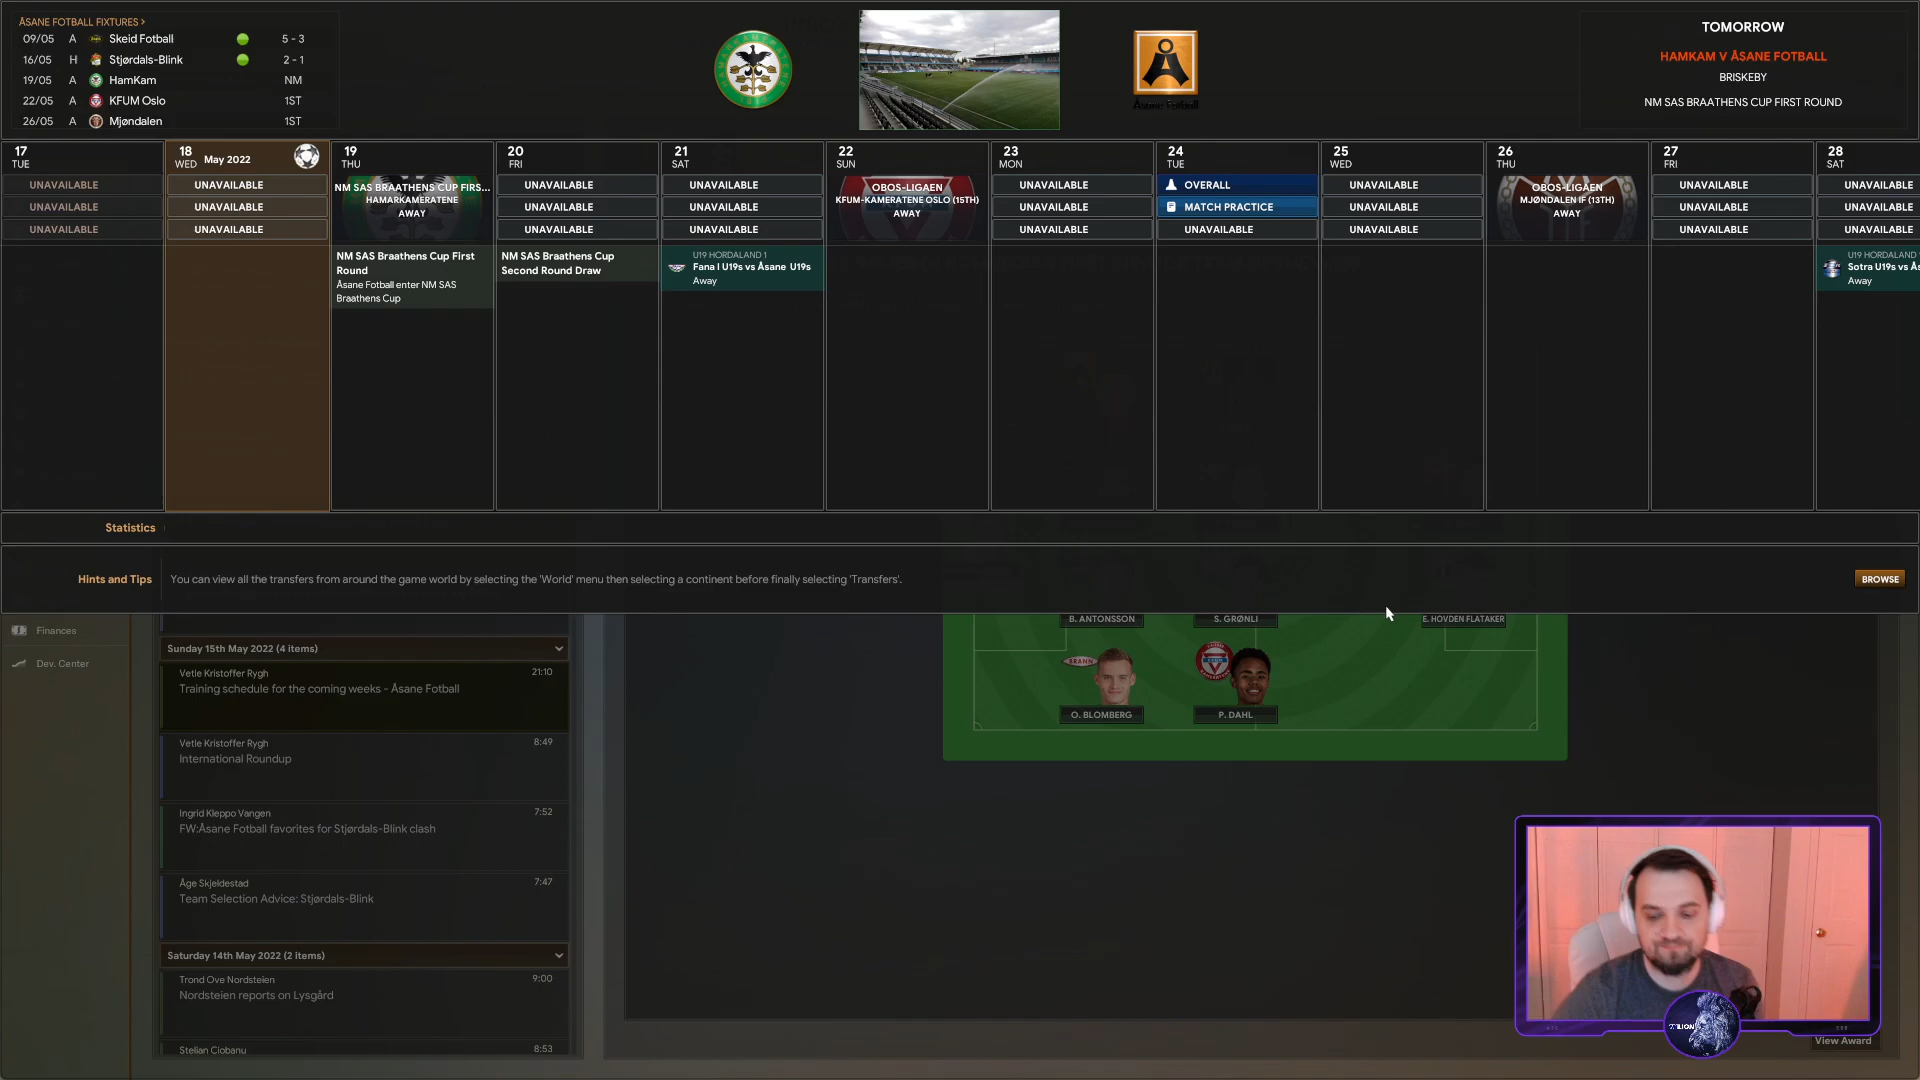 ÅSANE FOTBALL FIXTURES >
09/05 A Skeid Fotball 5 - 3
16/05 H Stjørdals-Blink 2 - 1
19/05 A HamKam NM
22/05 A KFUM Oslo 1ST
26/05 A Mjøndalen 1ST
Åsane Fotball
TOMORROW
HAMKAM V ÅSANE FOTBALL
BRISKEBY
NM SAS BRAATHENS CUP FIRST ROUND
17
TUE
UNAVAILABLE
UNAVAILABLE
UNAVAILABLE
18
WED May 2022
UNAVAILABLE
UNAVAILABLE
UNAVAILABLE
19
THU
NM SAS BRAATHENS CUP FIRS...
HAMARKAMERATENE
AWAY
NM SAS Braathens Cup First
Round
Åsane Fotball enter NM SAS
Braathens Cup
20
FRI
UNAVAILABLE
UNAVAILABLE
UNAVAILABLE
NM SAS Braathens Cup
Second Round Draw
21
SAT
UNAVAILABLE
UNAVAILABLE
UNAVAILABLE
U19 HORDALAND 1
Fana I U19s vs Åsane U19s
Away
22
SUN
OBOS-LIGAEN
KFUM-KAMERATENE OSLO (15TH)
AWAY
23
MON
UNAVAILABLE
UNAVAILABLE
UNAVAILABLE
24
TUE
OVERALL
MATCH PRACTICE
UNAVAILABLE
25
WED
UNAVAILABLE
UNAVAILABLE
UNAVAILABLE
26
THU
OBOS-LIGAEN
MJØNDALEN IF (13TH)
AWAY
27
FRI
UNAVAILABLE
UNAVAILABLE
UNAVAILABLE
28
SAT
UNAVAILABLE
UNAVAILABLE
UNAVAILABLE
U19 HORDALAND
Sotra U19s vs Ås
Away
Statistics
Hints and Tips You can view all the transfers from around the game world by selecting the 'World' menu then selecting a continent before finally selecting 'Transfers'.
BROWSE
Finances
Dev. Center
Sunday 15th May 2022 (4 items)
Vetle Kristoffer Rygh 21:10
Training schedule for the coming weeks - Åsane Fotball
Vetle Kristoffer Rygh 8:49
International Roundup
Ingrid Kleppo Vangen 7:52
FW:Åsane Fotball favorites for Stjørdals-Blink clash
Åge Skjeldestad 7:47
Team Selection Advice: Stjørdals-Blink
Saturday 14th May 2022 (2 items)
Trond Ove Nordsteien 9:00
Nordsteien reports on Lysgård
Stelian Ciobanu 8:53
B. ANTONSSON S. GRØNLI E. HOVDEN FLATAKER
BRANN
O. BLOMBERG P. DAHL
View Award